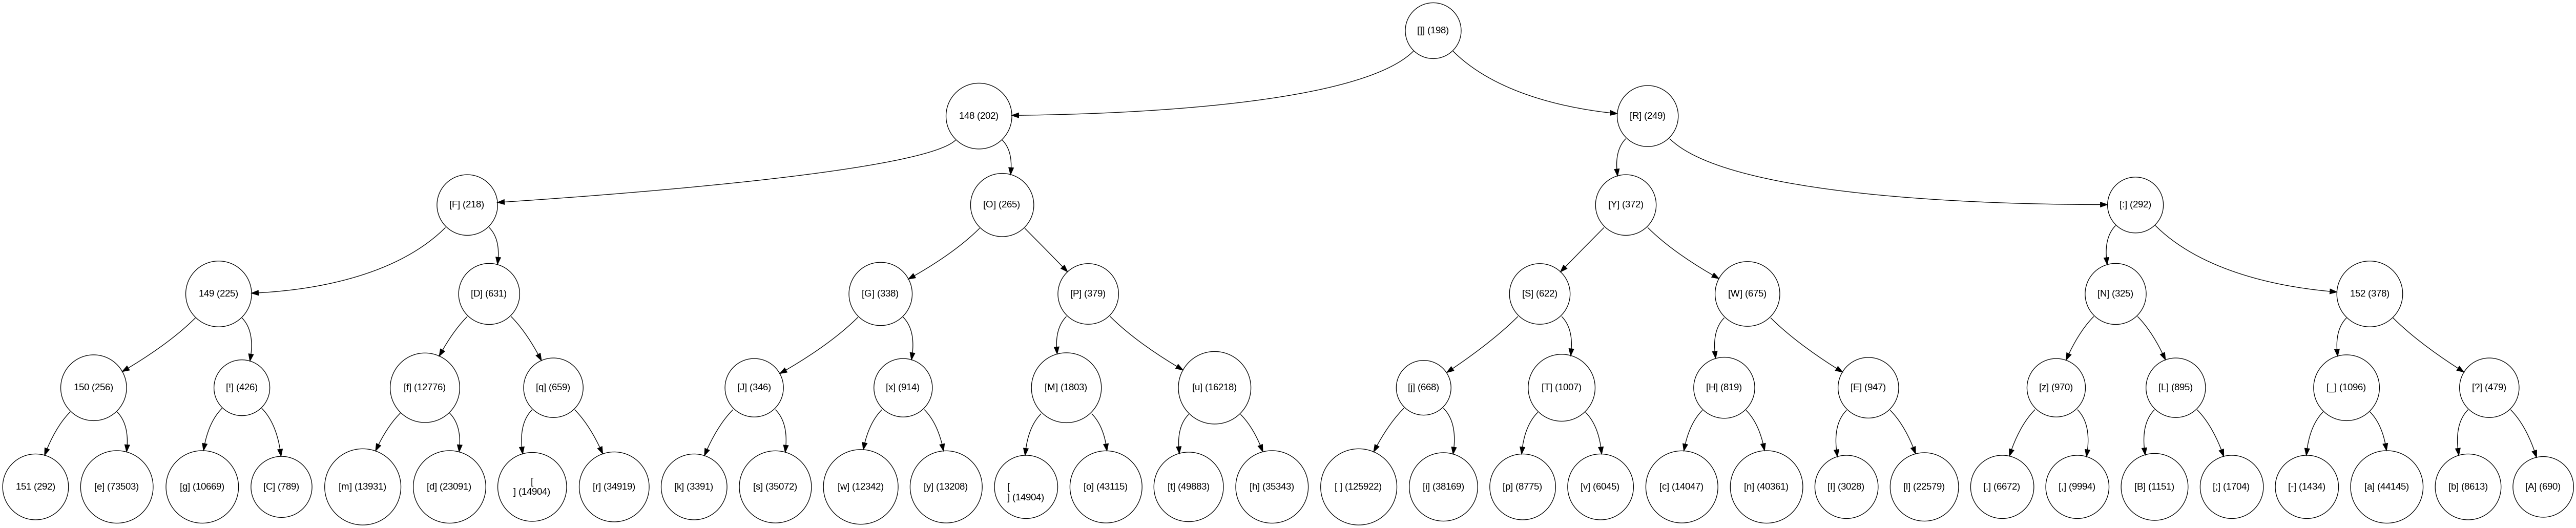 []] (198)
148 (202)
[R] (249)
[F] (218)
[O] (265)
[Y] (372)
[:] (292)
149 (225)
[D] (631)
[G] (338)
[P] (379)
[S] (622)
[W] (675)
[N] (325)
152 (378)
150 (256)
[!] (426)
[f] (12776)
[q] (659)
[J] (346)
[x] (914)
[M] (1803)
[u] (16218)
[j] (668)
[T] (1007)
[H] (819)
[E] (947)
[z] (970)
[L] (895)
[_] (1096)
[?] (479)
151 (292)
[e] (73503)
[g] (10669)
[C] (789)
[m] (13931)
[d] (23091)
[
] (14904)
[r] (34919)
[k] (3391)
[s] (35072)
[w] (12342)
[y] (13208)
[
] (14904)
[o] (43115)
[t] (49883)
[h] (35343)
[ ] (125922)
[i] (38169)
[p] (8775)
[v] (6045)
[c] (14047)
[n] (40361)
[I] (3028)
[l] (22579)
[.] (6672)
[,] (9994)
[B] (1151)
[;] (1704)
[-] (1434)
[a] (44145)
[b] (8613)
[A] (690)